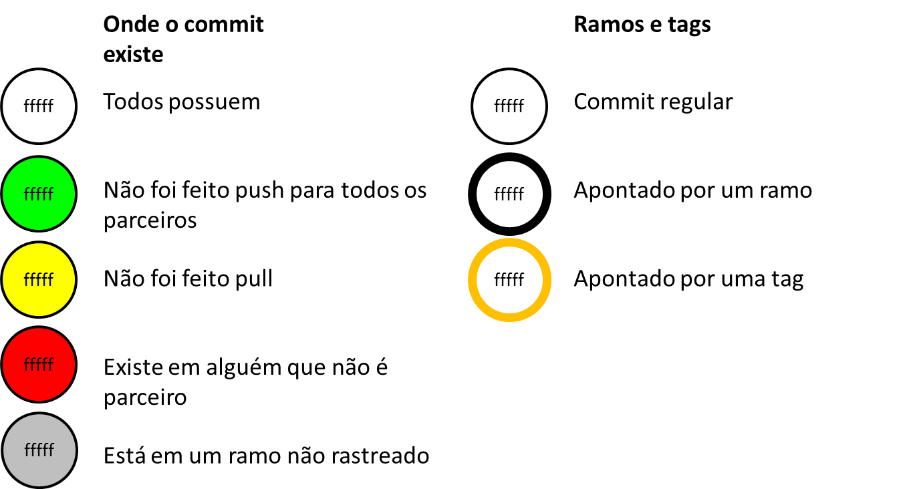 Onde o commit
existe
fffff
Todos possuem
fffff
Não foi feito push para todos os
parceiros
fffff
Não foi feito pull
fffff
Existe em alguém que não é
parceiro
fffff
Está em um ramo não rastreado
Ramos e tags
fffff
Commit regular
fffff
Apontado por um ramo
fffff
Apontado por uma tag